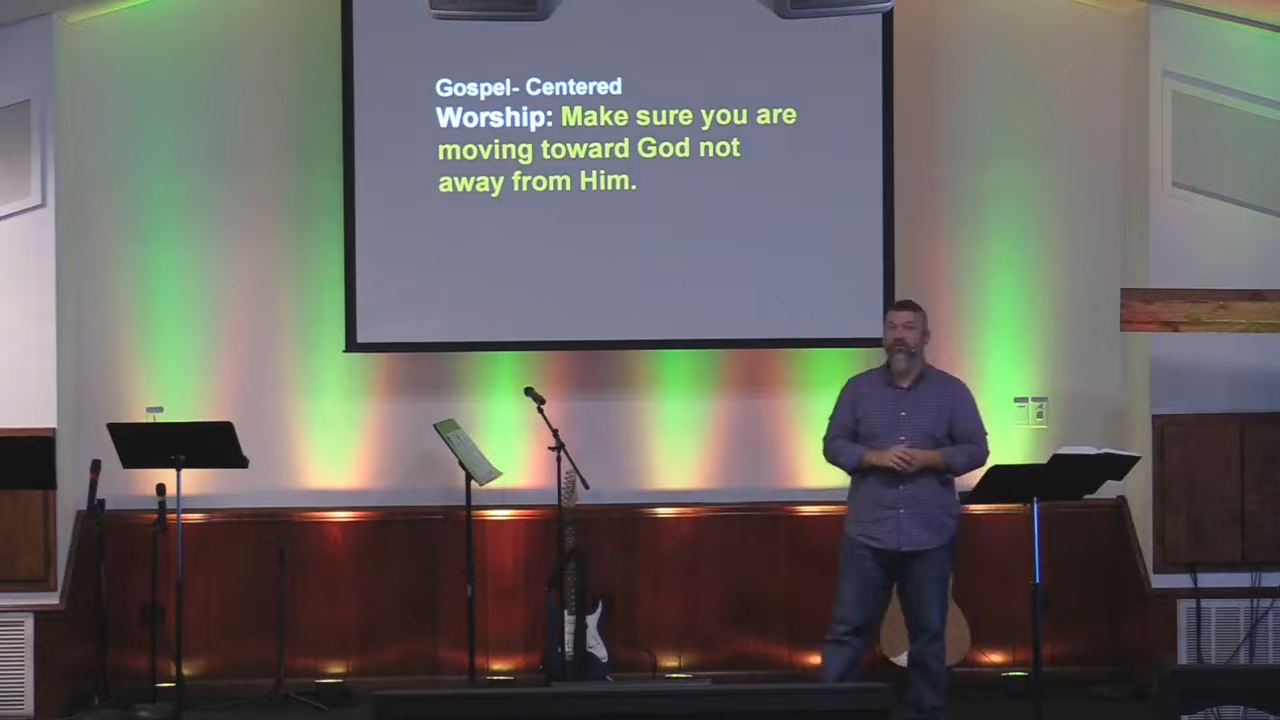 Gospel- Centered
Worship: Make sure you are
moving toward God not
away from Him.